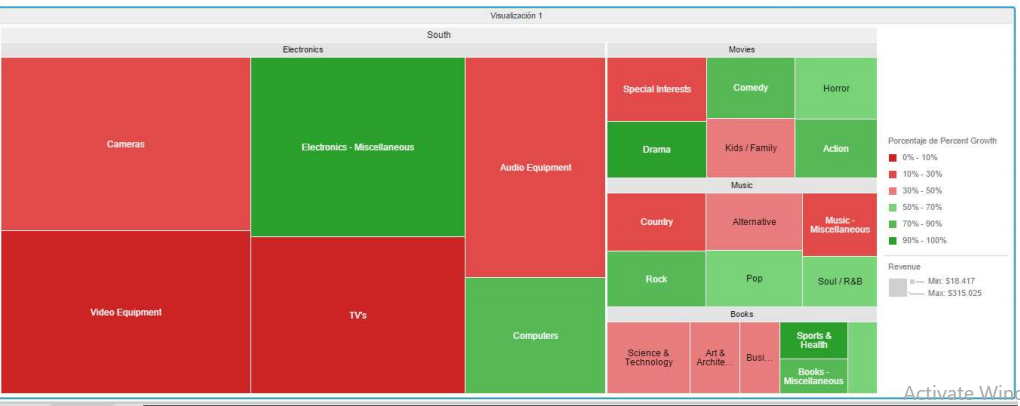 Visualización 1
South
Electronics
Cameras
Electronics - Miscellaneous
Audio Equipment
Video Equipment
TV's
Computers
Movies
Special Interests
Comedy
Horror
Drama
Kids / Family
Action
Music
Country
Alternative
Music -
Miscellaneous
Rock
Pop
Soul / R&B
Books
Science &
Technology
Art &
Archite...
Busi...
Sports &
Health
Books -
Miscellaneous
Porcentaje de Percent Growth
0% - 10%
10% - 30%
30% - 50%
50% - 70%
70% - 90%
90% - 100%
Revenue
Min: $18.417
Max: $315.025
Activate Wind